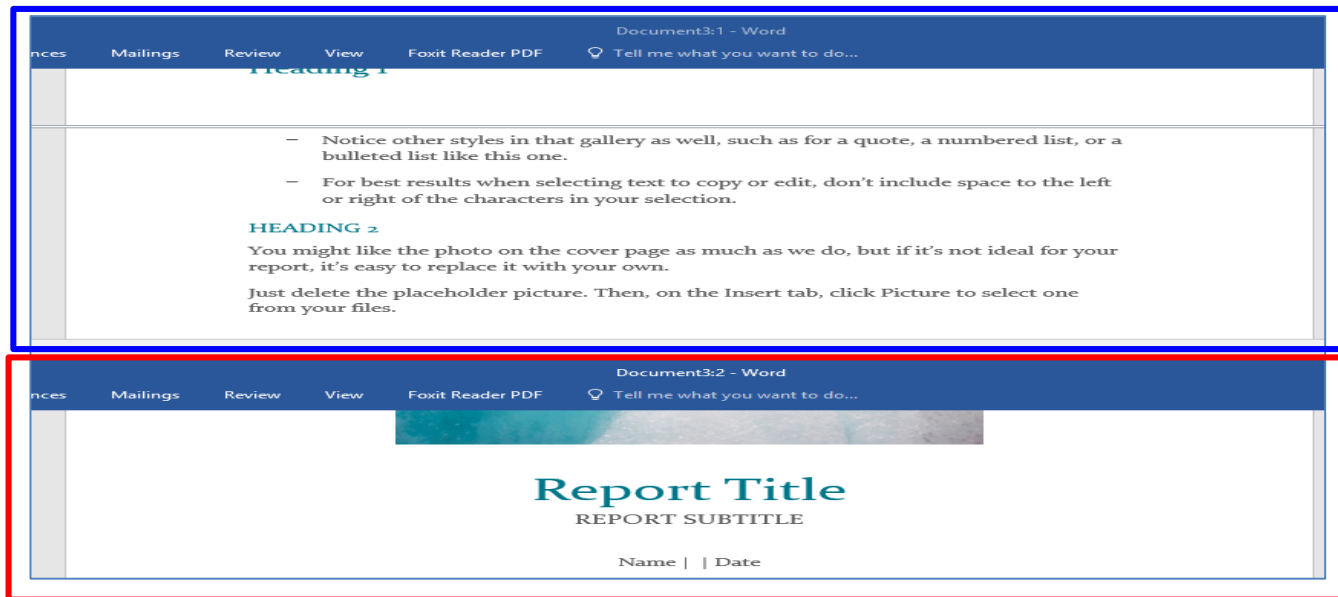 Document3:1 - Word
nces Mailings Review View Foxit Reader PDF Tell me what you want to do...
Heading 1
– Notice other styles in that gallery as well, such as for a quote, a numbered list, or a
bulleted list like this one.
– For best results when selecting text to copy or edit, don't include space to the left
or right of the characters in your selection.
HEADING 2
You might like the photo on the cover page as much as we do, but if it's not ideal for your
report, it's easy to replace it with your own.
Just delete the placeholder picture. Then, on the Insert tab, click Picture to select one
from your files.
Document3:2 - Word
nces Mailings Review View Foxit Reader PDF Tell me what you want to do...
Report Title
REPORT SUBTITLE
Name | | Date